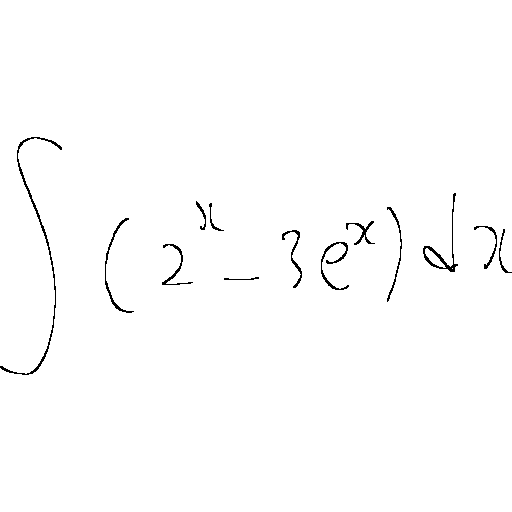 ∫ (2^x - 3e^x) dx